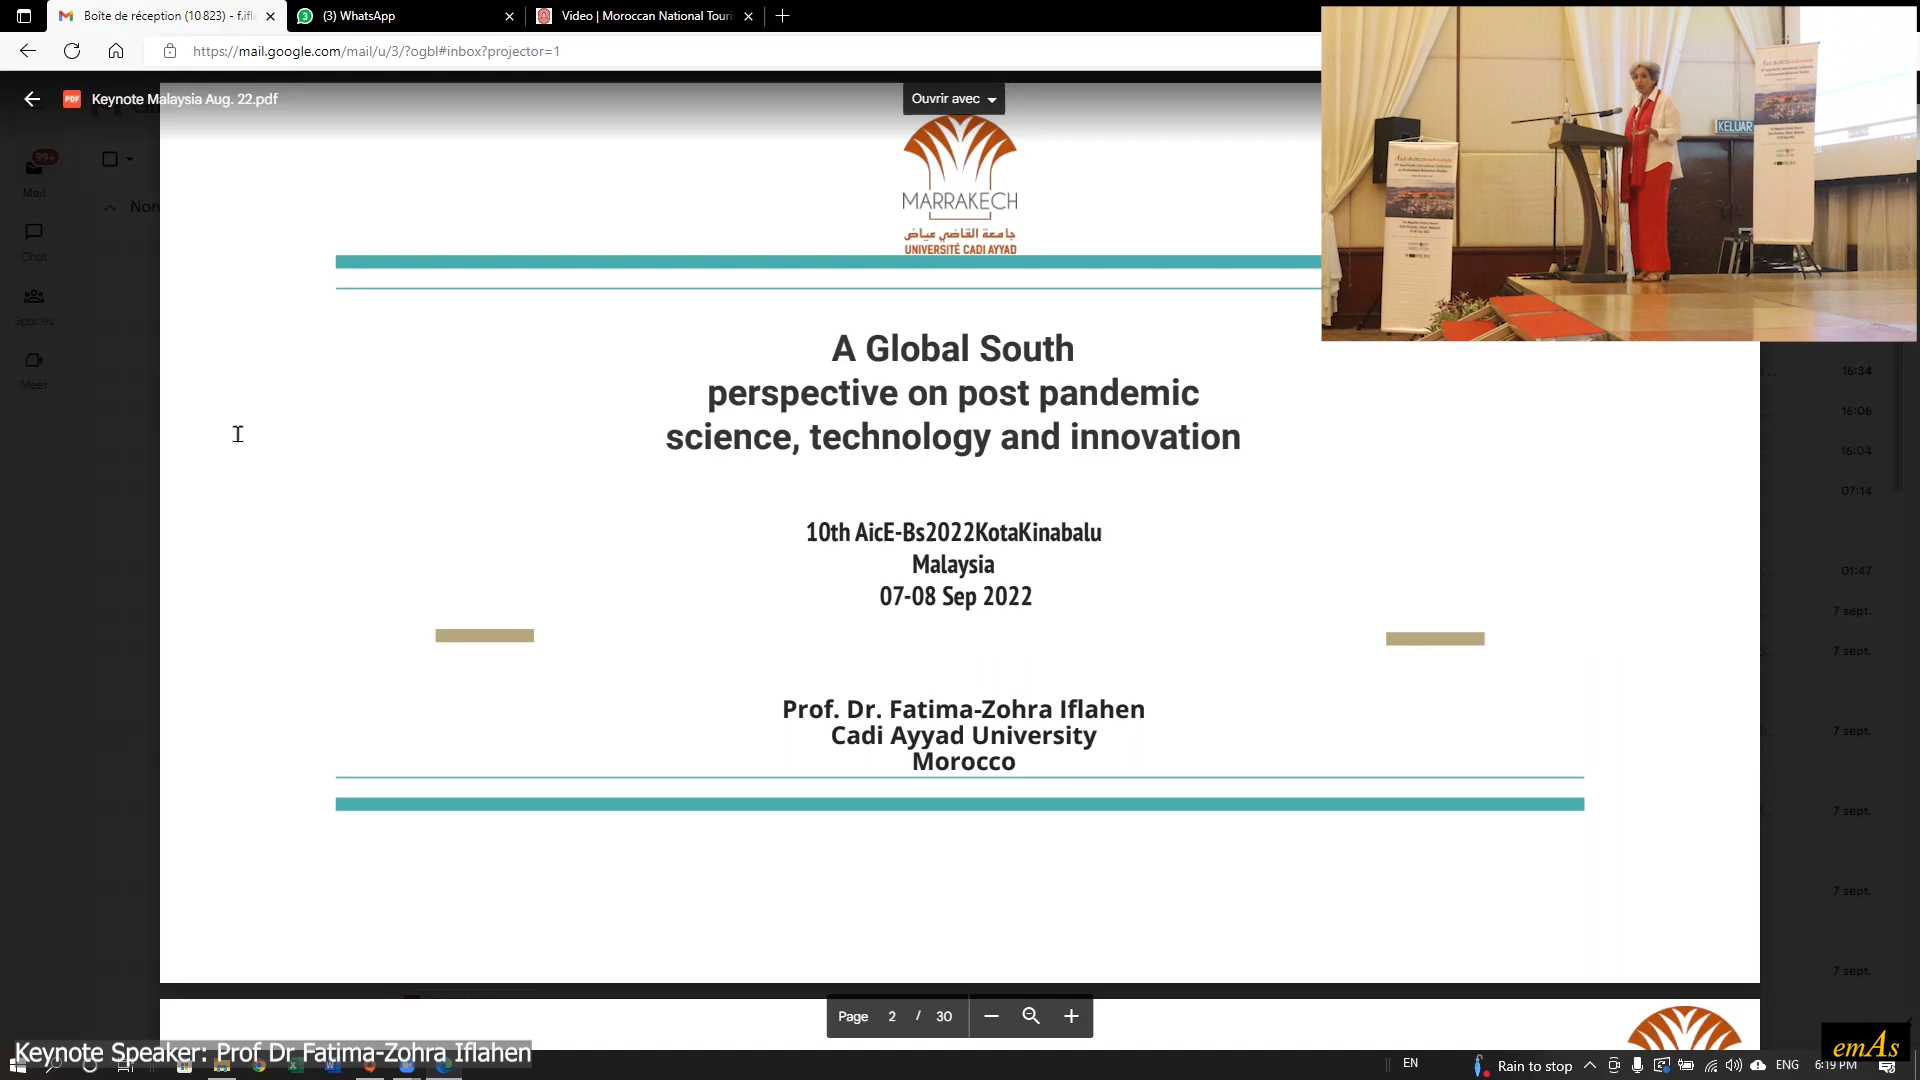 Boîte de réception (10 823) - f.ifla
(3) WhatsApp
Video | Moroccan National Touri
https://mail.google.com/mail/u/3/?ogbl#inbox?projector=1
PDF
Keynote Malaysia Aug. 22.pdf
Ouvrir avec
99+
Mail
Chat
Spaces
Meet
Non
MARRAKECH
جامعة القاضي عياض
UNIVERSITÉ CADI AYYAD
KELUAR
A Global South
perspective on post pandemic
science, technology and innovation
10th AicE-Bs2022KotaKinabalu
Malaysia
07-08 Sep 2022
Prof. Dr. Fatima-Zohra Iflahen
Cadi Ayyad University
Morocco
16:34
16:06
16:04
07:14
01:47
7 sept.
7 sept.
7 sept.
7 sept.
7 sept.
7 sept.
Page 2 / 30
Keynote Speaker: Prof Dr Fatima-Zohra Iflahen
emAs
EN
Rain to stop
ENG
6:19 PM